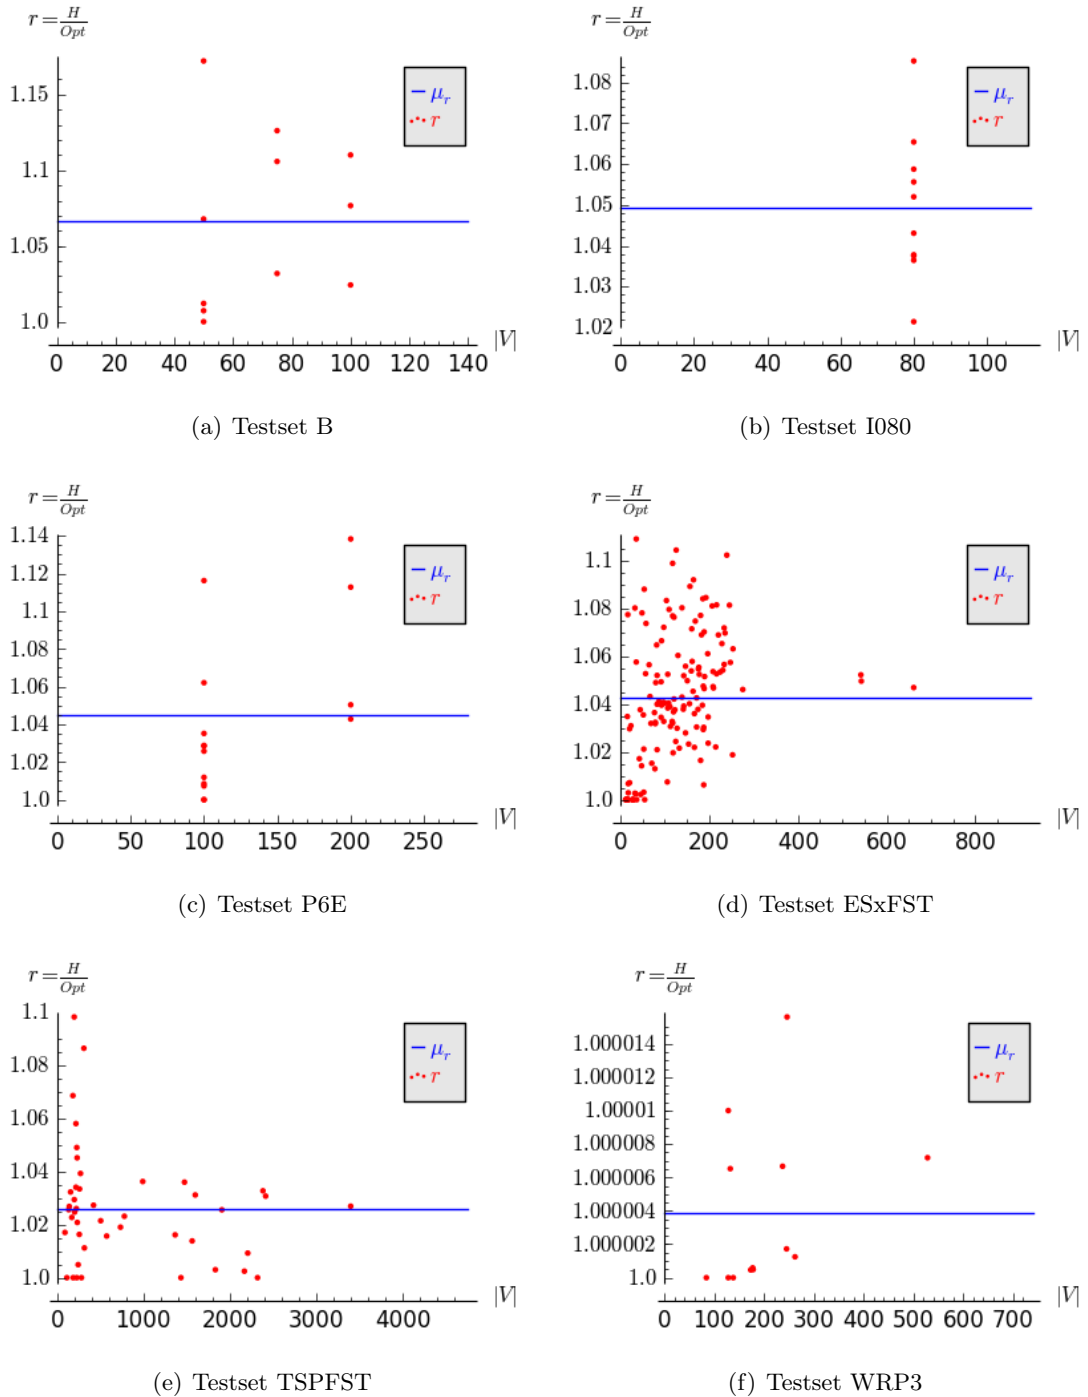 r = H/Opt
1.15
1.1
1.05
1.0
0 20 40 60 80 100 120 140 |V|
μr
r
(a) Testset B
r = H/Opt
1.08
1.07
1.06
1.05
1.04
1.03
1.02
0 20 40 60 80 100 |V|
μr
r
(b) Testset I080
r = H/Opt
1.14
1.12
1.1
1.08
1.06
1.04
1.02
1.0
0 50 100 150 200 250 |V|
μr
r
(c) Testset P6E
r = H/Opt
1.1
1.08
1.06
1.04
1.02
1.0
0 200 400 600 800 |V|
μr
r
(d) Testset ESxFST
r = H/Opt
1.1
1.08
1.06
1.04
1.02
1.0
0 1000 2000 3000 4000 |V|
μr
r
(e) Testset TSPFST
r = H/Opt
1.000014
1.000012
1.00001
1.000008
1.000006
1.000004
1.000002
1.0
0 100 200 300 400 500 600 700 |V|
μr
r
(f) Testset WRP3